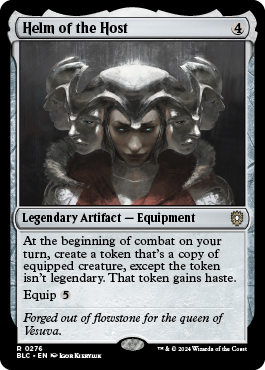 Helm of the Host 4
Legendary Artifact — Equipment
At the beginning of combat on your
turn, create a token that's a copy of
equipped creature, except the token
isn't legendary. That token gains haste.
Equip 5
Forged out of flowstone for the queen of
Vesuva.
R 0276
BLC • EN Igor Kieryluk
™ & © 2024 Wizards of the Coast